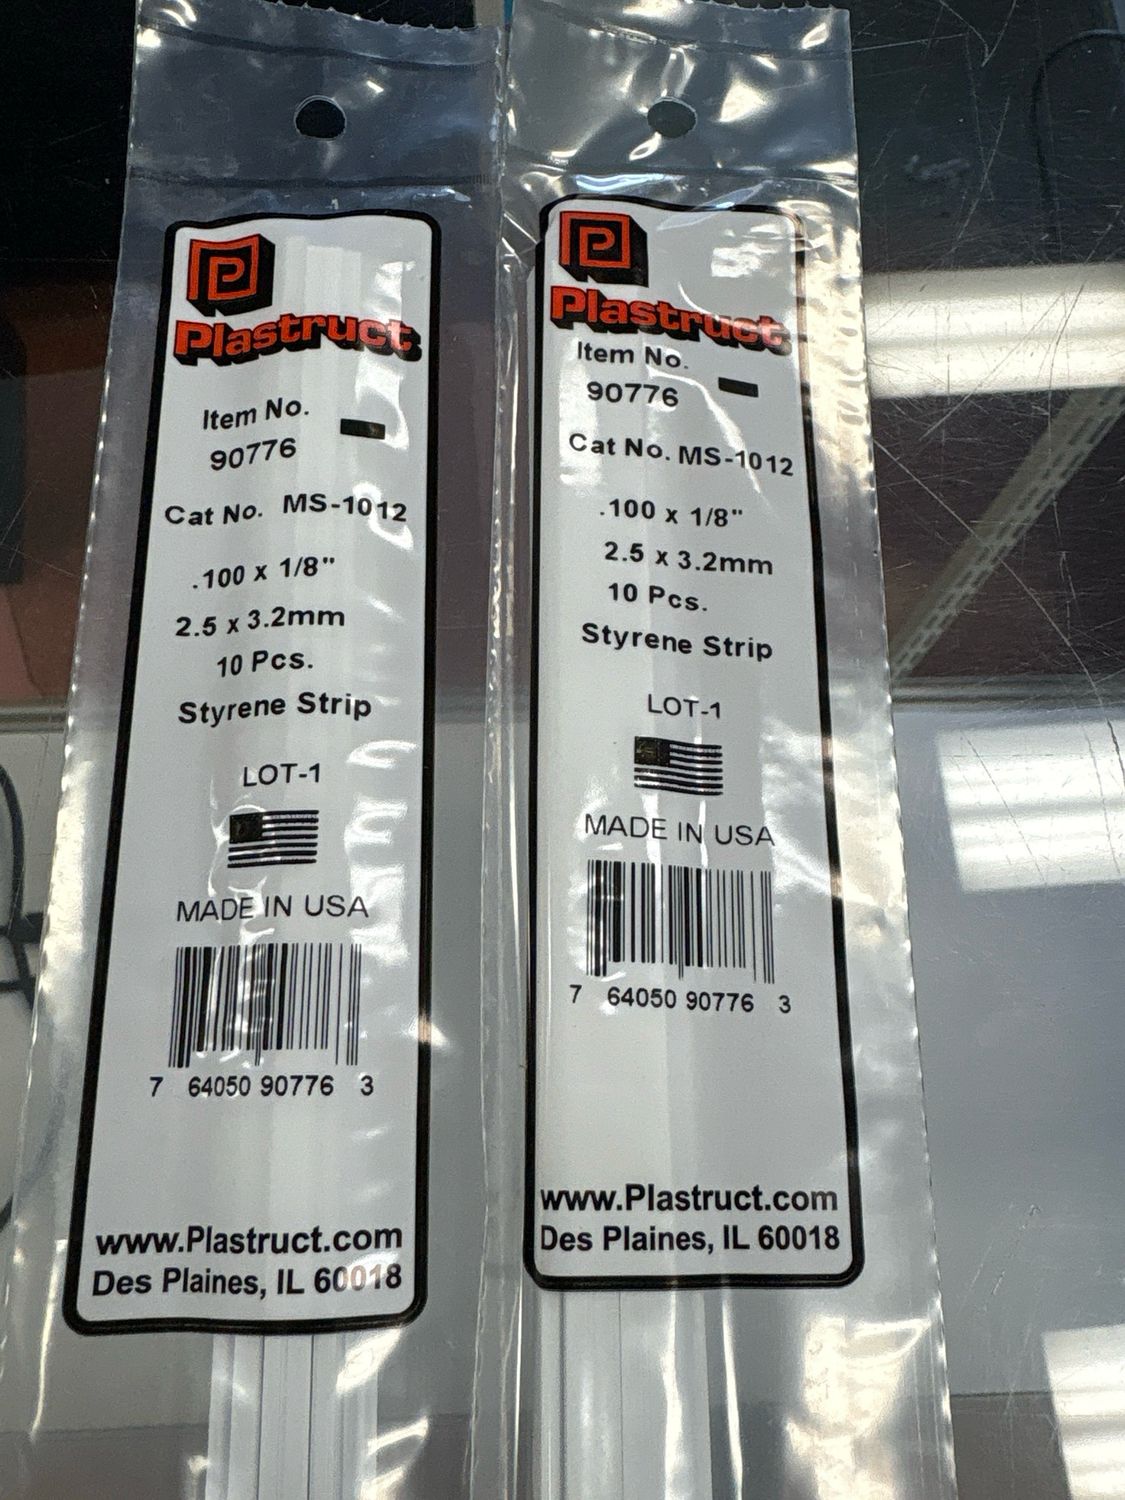 Plastruct
Item No.
90776
Cat No. MS-1012
.100 x 1/8"
2.5 x 3.2mm
10 Pcs.
Styrene Strip
LOT-1
MADE IN USA
7 64050 90776 3
www.Plastruct.com
Des Plaines, IL 60018
Plastruct
Item No.
90776
Cat No. MS-1012
.100 x 1/8"
2.5 x 3.2mm
10 Pcs.
Styrene Strip
LOT-1
MADE IN USA
7 64050 90776 3
www.Plastruct.com
Des Plaines, IL 60018